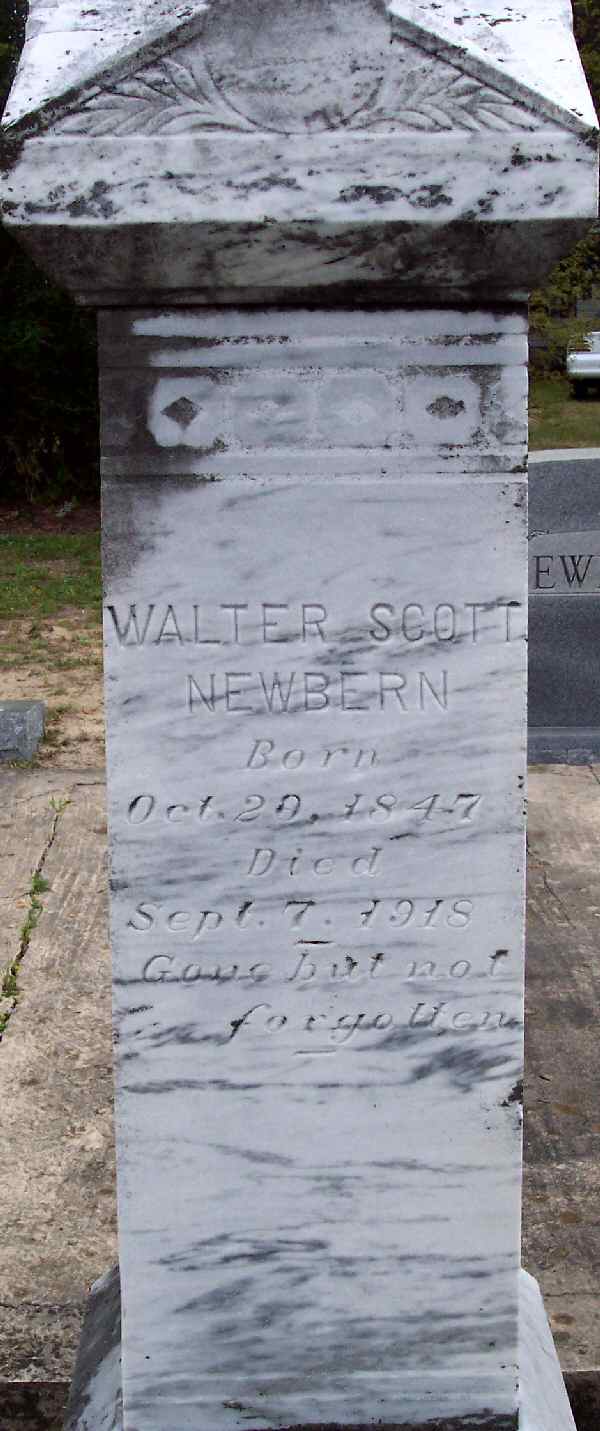 WALTER SCOTT
NEWBERN
Born
Oct. 29, 1847
Died
Sept. 7. 1918
Gone but not
forgotten
EW